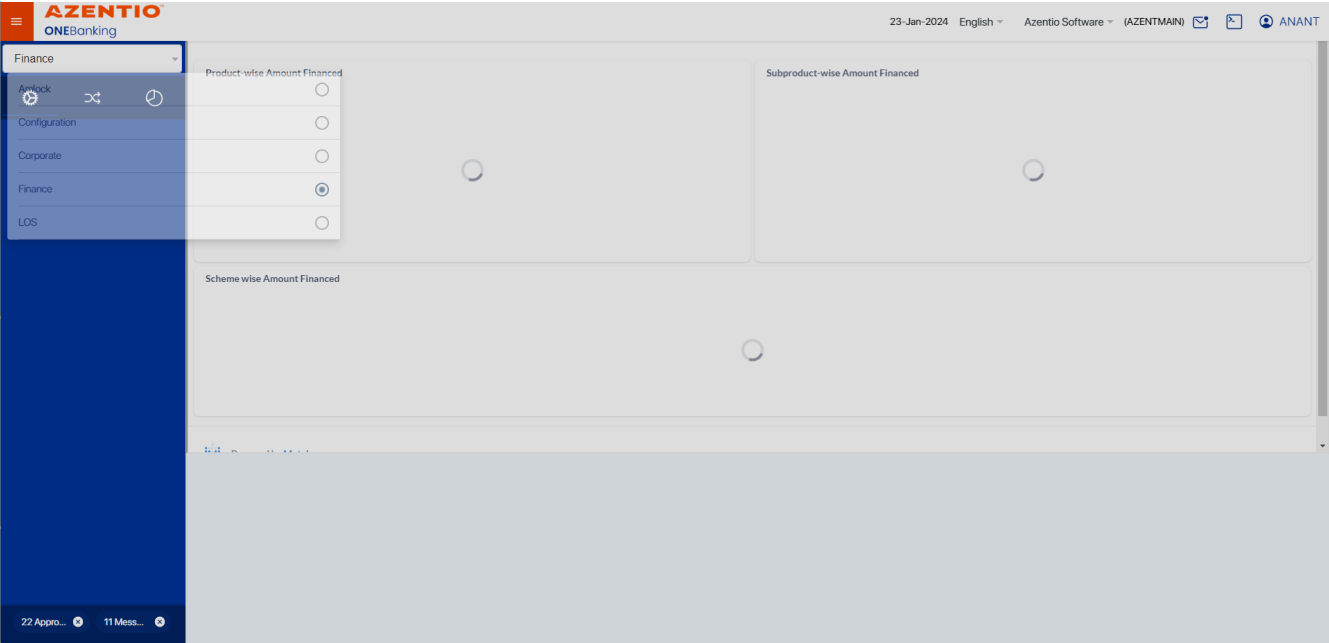 AZENTIO
ONEBanking
23-Jan-2024 English Azentio Software (AZENTMAIN) ANANT
Finance
Amlock
Configuration
Corporate
Finance
LOS
Product-wise Amount Financed
Subproduct-wise Amount Financed
Scheme wise Amount Financed
22 Appro...
11 Mess...